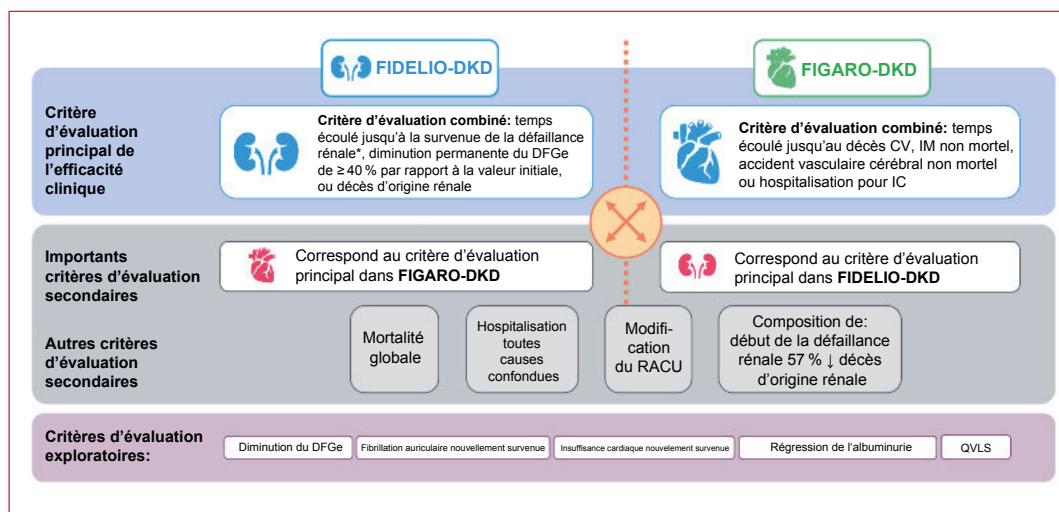 FIDELIO-DKD
FIGARO-DKD
Critère
d'évaluation
principal de
l'efficacité
clinique
Critère d'évaluation combiné: temps
écoulé jusqu'à la survenue de la défaillance
rénale*, diminution permanente du DFGe
de ≥ 40 % par rapport à la valeur initiale,
ou décès d'origine rénale
Critère d'évaluation combiné: temps
écoulé jusqu'au décès CV, IM non mortel,
accident vasculaire cérébral non mortel
ou hospitalisation pour IC
Importants
critères d'évaluation
secondaires
Correspond au critère d'évaluation
principal dans FIGARO-DKD
Correspond au critère d'évaluation
principal dans FIDELIO-DKD
Autres critères
d'évaluation
secondaires
Mortalité
globale
Hospitalisation
toutes
causes
confondues
Modifi-
cation
du RACU
Composition de:
début de la défaillance
rénale 57 % ↓ décès
d'origine rénale
Critères d'évaluation
exploratoires:
Diminution du DFGe
Fibrillation auriculaire nouvellement survenue
Insuffisance cardiaque nouvelement survenue
Régression de l'albuminurie
QVLS